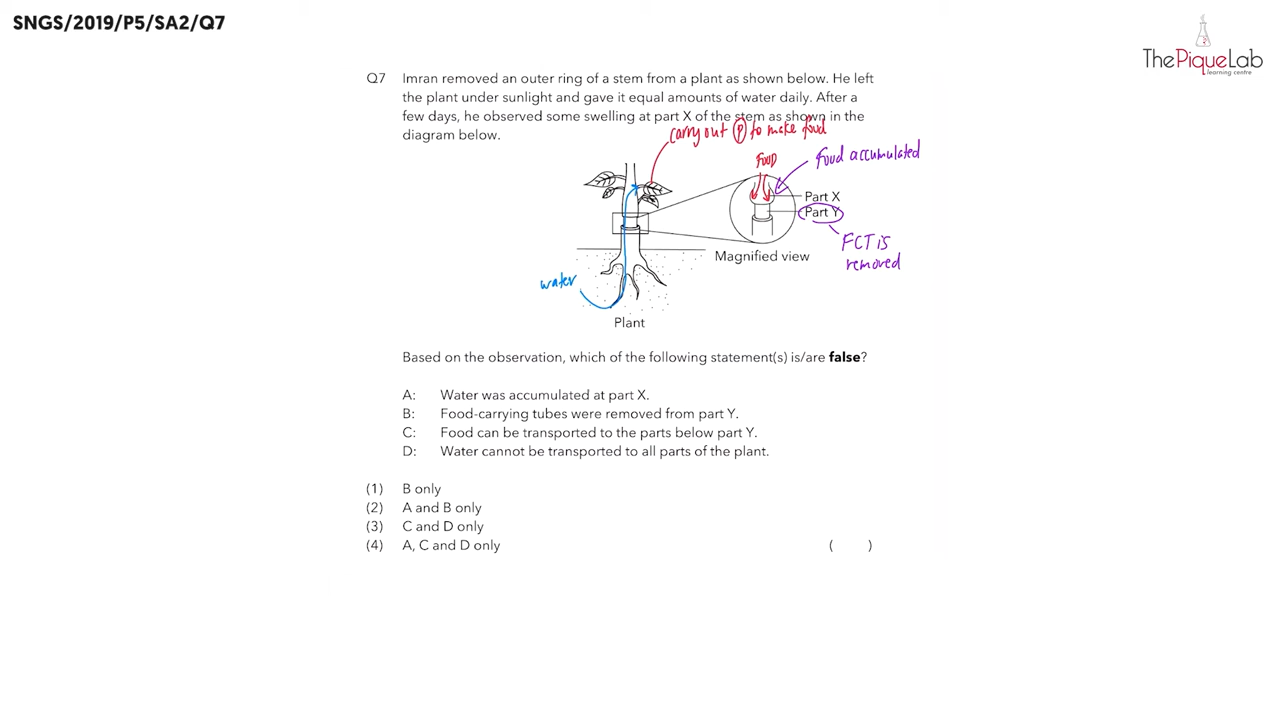 SNGS/2019/P5/SA2/Q7
ThePiqueLab
learning centre
Q7 Imran removed an outer ring of a stem from a plant as shown below. He left
the plant under sunlight and gave it equal amounts of water daily. After a
few days, he observed some swelling at part X of the stem as shown in the
diagram below.
carry out P to make food
FOOD
food accumulated
Part X
Part Y
FCT is
removed
Magnified view
water
Plant
Based on the observation, which of the following statement(s) is/are false?
A: Water was accumulated at part X.
B: Food-carrying tubes were removed from part Y.
C: Food can be transported to the parts below part Y.
D: Water cannot be transported to all parts of the plant.
(1) B only
(2) A and B only
(3) C and D only
(4) A, C and D only ( )